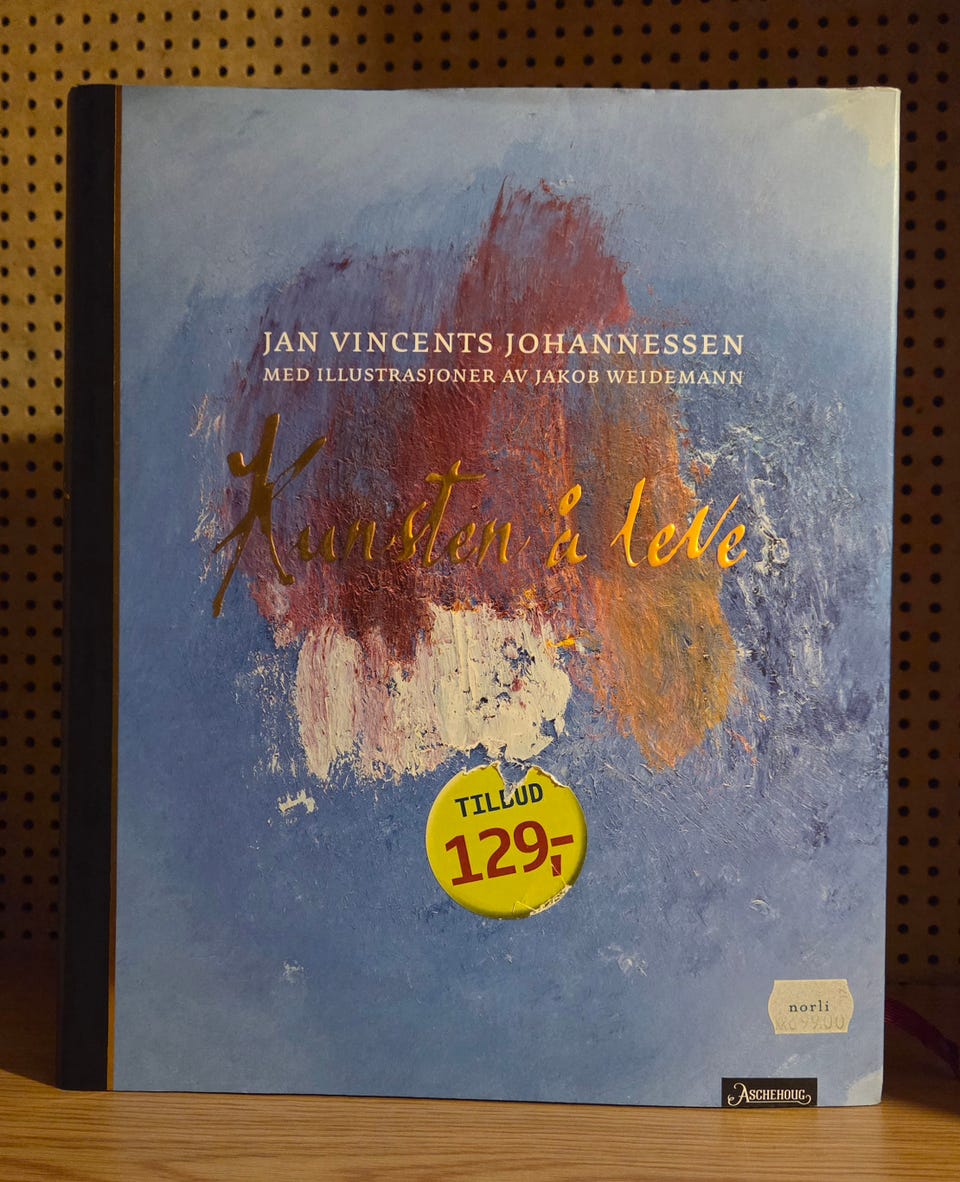 JAN VINCENTS JOHANNESSEN
MED ILLUSTRASJONER AV JAKOB WEIDEMANN
Kunsten å leve
TILBUD
129,-
norli
ASCHEHOUG